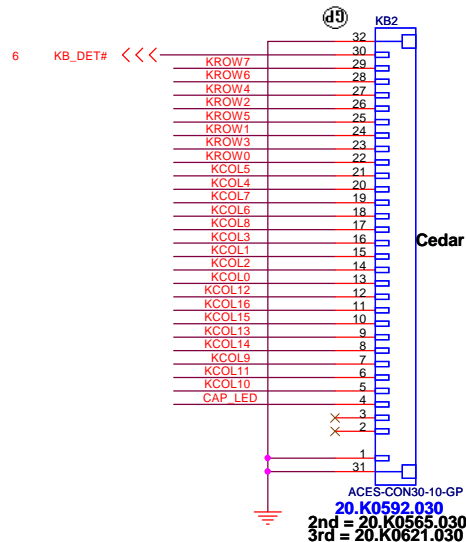 GP
KB2
32
6 KB_DET# 30
KROW7 29
KROW6 28
KROW4 27
KROW2 26
KROW5 25
KROW1 24
KROW3 23
KROW0 22
KCOL5 21
KCOL4 20
KCOL7 19
KCOL6 18
KCOL8 17
KCOL3 16
Cedar
KCOL1 15
KCOL2 14
KCOL0 13
KCOL12 12
KCOL16 11
KCOL15 10
KCOL13 9
KCOL14 8
KCOL9 7
KCOL11 6
KCOL10 5
CAP_LED 4
3
2
1
31
ACES-CON30-10-GP
20.K0592.030
2nd = 20.K0565.030
3rd = 20.K0621.030